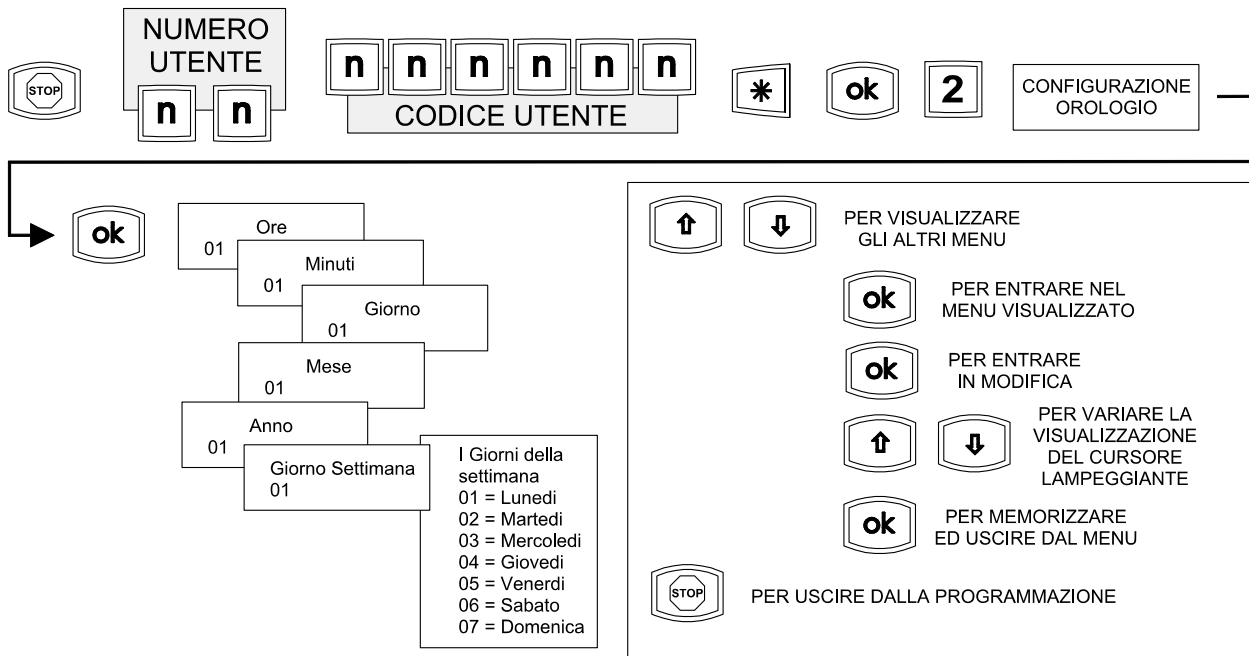 STOP
NUMERO
UTENTE
n n
n n n n n n
CODICE UTENTE
*
ok
2
CONFIGURAZIONE
OROLOGIO
ok
Ore
01
Minuti
01
Giorno
01
Mese
01
Anno
01
Giorno Settimana
01
I Giorni della
settimana
01 = Lunedi
02 = Martedi
03 = Mercoledi
04 = Giovedi
05 = Venerdi
06 = Sabato
07 = Domenica
⇧ ⇩
PER VISUALIZZARE
GLI ALTRI MENU
ok
PER ENTRARE NEL
MENU VISUALIZZATO
ok
PER ENTRARE
IN MODIFICA
⇧ ⇩
PER VARIARE LA
VISUALIZZAZIONE
DEL CURSORE
LAMPEGGIANTE
ok
PER MEMORIZZARE
ED USCIRE DAL MENU
STOP
PER USCIRE DALLA PROGRAMMAZIONE